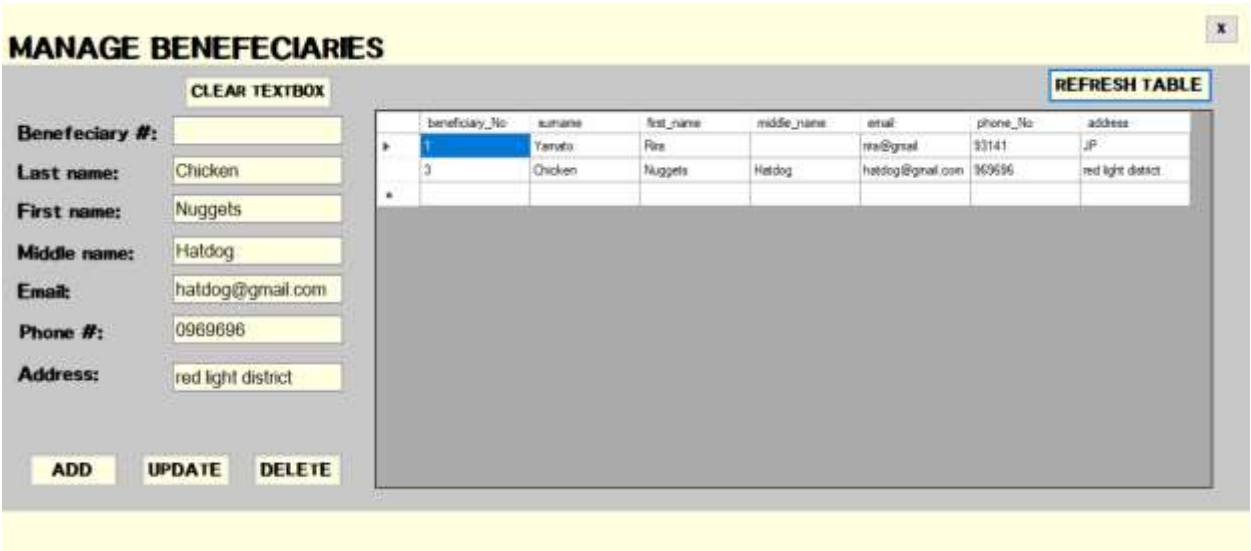 x
MANAGE BENEFECIARIES
CLEAR TEXTBOX
REFRESH TABLE
Benefeciary #:
Last name: Chicken
First name: Nuggets
Middle name: Hatdog
Email: hatdog@gmail.com
Phone #: 0969696
Address: red light district
ADD UPDATE DELETE
beneficiary_No surname first_name middle_name email phone_No address
1 Yamato 93141 JP
3 Chicken Nuggets Hatdog hatdog@gmail.com 969696 red light district